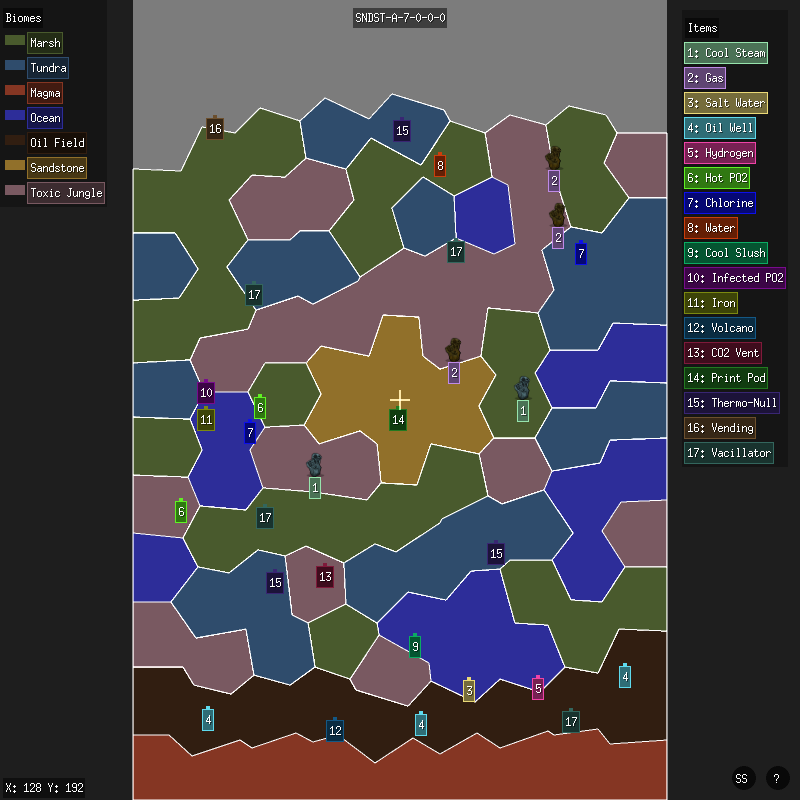 Biomes
Marsh
Tundra
Magma
Ocean
Oil Field
Sandstone
Toxic Jungle
SNDST-A-7-0-0-0
16
15
8
2
2
7
17
17
2
10
11
6
7
14
1
1
6
17
15
13
15
9
3
5
4
4
12
4
17
Items
1: Cool Steam
2: Gas
3: Salt Water
4: Oil Well
5: Hydrogen
6: Hot PO2
7: Chlorine
8: Water
9: Cool Slush
10: Infected PO2
11: Iron
12: Volcano
13: CO2 Vent
14: Print Pod
15: Thermo-Null
16: Vending
17: Vacillator
X: 128 Y: 192
SS
?